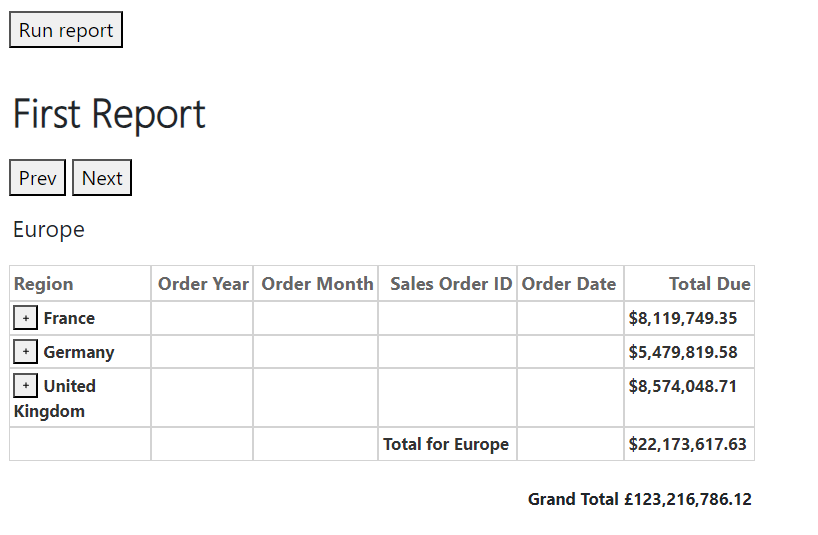 Run report
First Report
Prev Next
Europe
Region Order Year Order Month Sales Order ID Order Date Total Due
+ France $8,119,749.35
+ Germany $5,479,819.58
+ United $8,574,048.71
Kingdom
Total for Europe $22,173,617.63
Grand Total £123,216,786.12